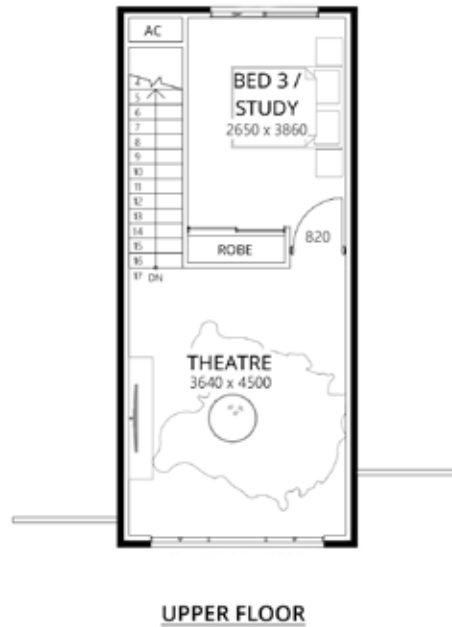 AC
BED 3 /
STUDY
2650 x 3860
4
5
6
7
8
9
10
11
12
13
14
15
16
17 DN
ROBE
820
THEATRE
3640 x 4500
UPPER FLOOR